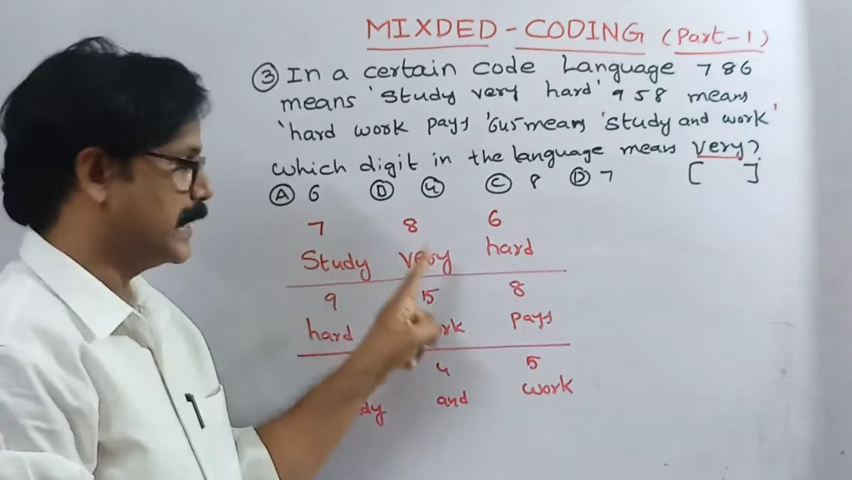 MIXDED-CODING (Part-1)
③ In a certain code Language 786
means 'Study very hard' 958 means
'hard work pays '645means 'Study and work'
which digit in the language means very?
Ⓐ 6 Ⓓ ④ Ⓒ 8 Ⓓ 7 [ ]
7 8 6
Study very hard
9 5 8
hard pays
4 5
and work